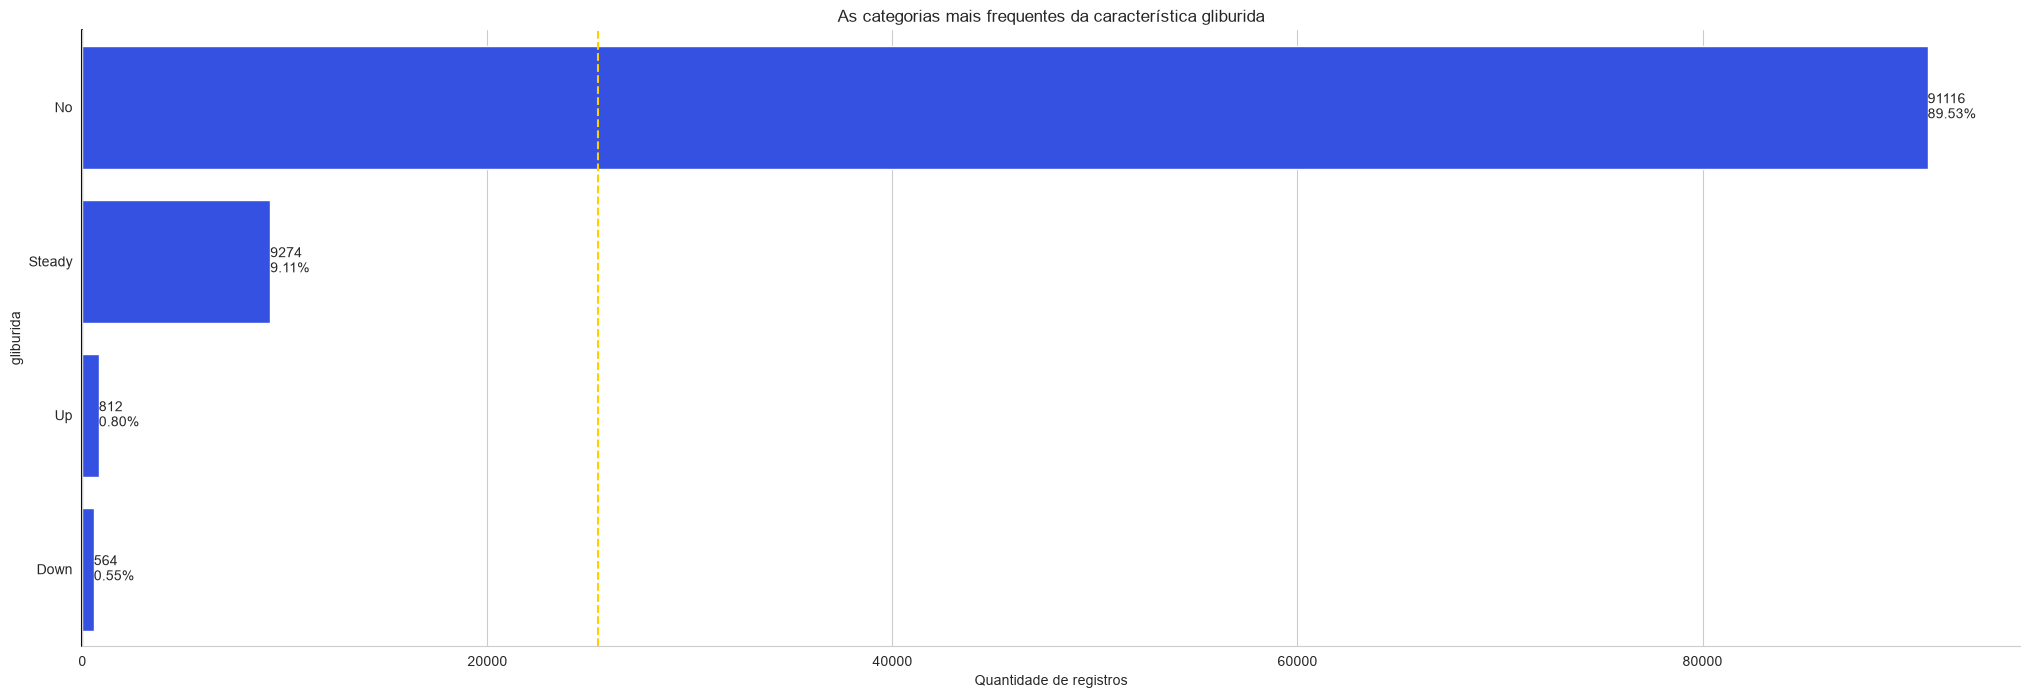 As categorias mais frequentes da característica gliburida
No
91116
89.53%
Steady
9274
9.11%
gliburida
Up
812
0.80%
Down
564
0.55%
0
20000
40000
60000
80000
Quantidade de registros